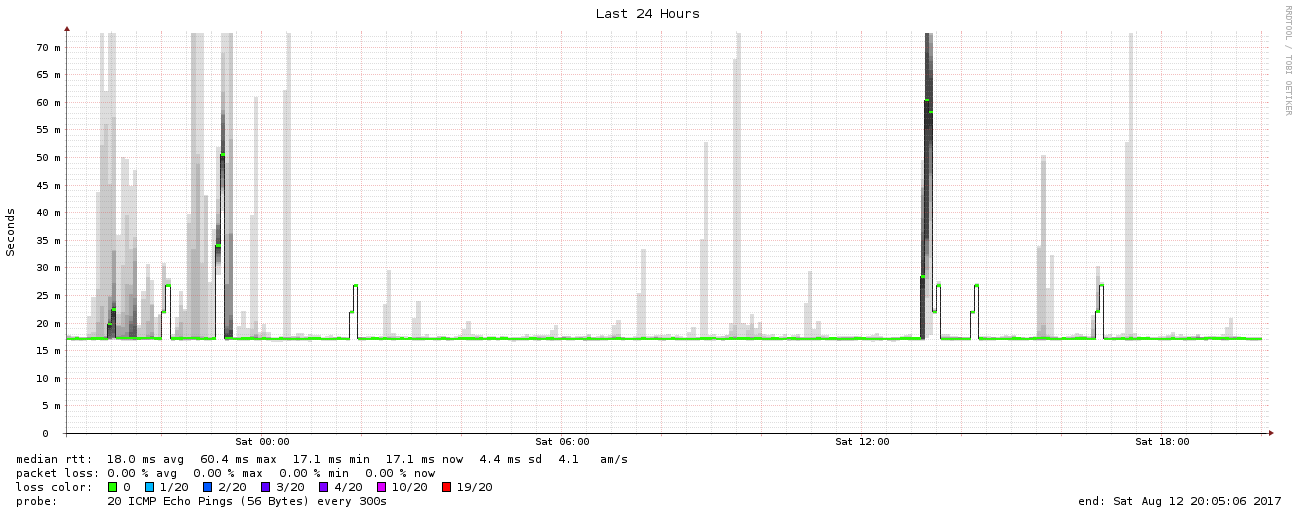 Last 24 Hours
RRDTOOL / TOBI OETIKER
Seconds
70 m
65 m
60 m
55 m
50 m
45 m
40 m
35 m
30 m
25 m
20 m
15 m
10 m
5 m
0
Sat 00:00 Sat 06:00 Sat 12:00 Sat 18:00
median rtt: 18.0 ms avg 60.4 ms max 17.1 ms min 17.1 ms now 4.4 ms sd 4.1 am/s
packet loss: 0.00 % avg 0.00 % max 0.00 % min 0.00 % now
loss color: 0 1/20 2/20 3/20 4/20 10/20 19/20
probe: 20 ICMP Echo Pings (56 Bytes) every 300s end: Sat Aug 12 20:05:06 2017